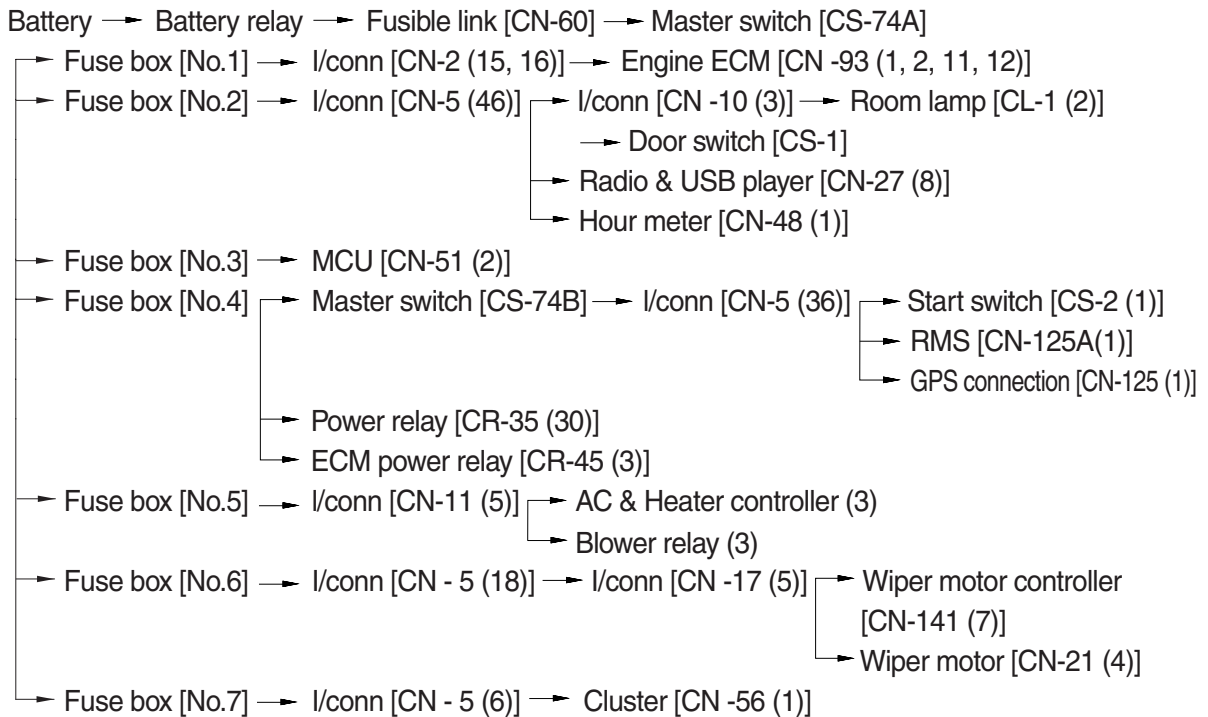 Battery → Battery relay → Fusible link [CN-60] → Master switch [CS-74A]
→ Fuse box [No.1] → I/conn [CN-2 (15, 16)] → Engine ECM [CN -93 (1, 2, 11, 12)]
→ Fuse box [No.2] → I/conn [CN-5 (46)] → I/conn [CN -10 (3)] → Room lamp [CL-1 (2)]
→ Door switch [CS-1]
→ Radio & USB player [CN-27 (8)]
→ Hour meter [CN-48 (1)]
→ Fuse box [No.3] → MCU [CN-51 (2)]
→ Fuse box [No.4] → Master switch [CS-74B] → I/conn [CN-5 (36)] → Start switch [CS-2 (1)]
→ RMS [CN-125A(1)]
→ GPS connection [CN-125 (1)]
→ Power relay [CR-35 (30)]
→ ECM power relay [CR-45 (3)]
→ Fuse box [No.5] → I/conn [CN-11 (5)] → AC & Heater controller (3)
→ Blower relay (3)
→ Fuse box [No.6] → I/conn [CN - 5 (18)] → I/conn [CN -17 (5)] → Wiper motor controller
[CN-141 (7)]
→ Wiper motor [CN-21 (4)]
→ Fuse box [No.7] → I/conn [CN - 5 (6)] → Cluster [CN -56 (1)]